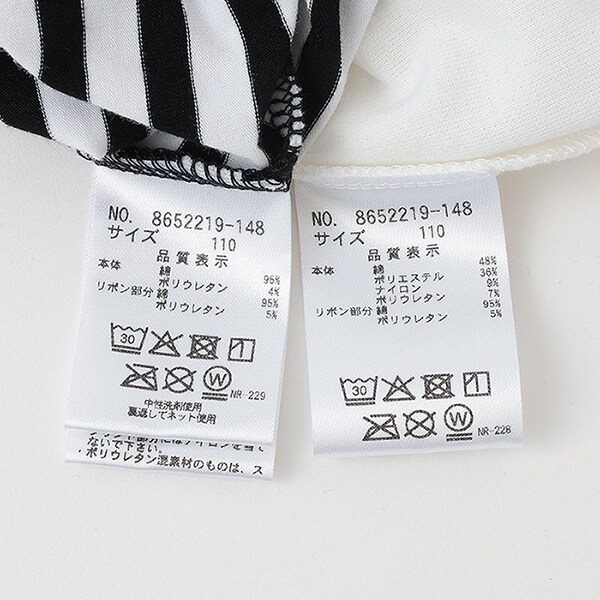 NO. 8652219-148
サイズ 110
品質表示
本体 綿 96%
ポリウレタン 4%
リボン部分 綿 95%
ポリウレタン 5%
30
NR-229
中性洗剤使用
裏返してネット使用
ないで下さい。
ポリウレタン混素材のものは、ス
NO. 8652219-148
サイズ 110
品質表示
本体 綿 48%
ポリエステル 36%
ナイロン 9%
ポリウレタン 7%
リボン部分 綿 95%
ポリウレタン 5%
30
W
NR-228